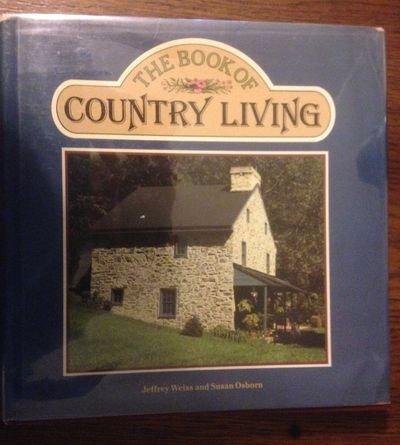 THE BOOK OF
COUNTRY LIVING
Jeffrey Weiss and Susan Osborn